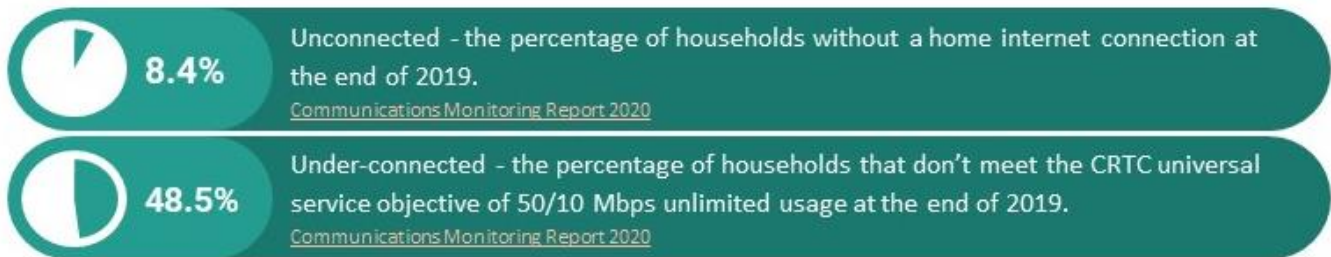 8.4%
Unconnected - the percentage of households without a home internet connection at
the end of 2019.
Communications Monitoring Report 2020
48.5%
Under-connected - the percentage of households that don't meet the CRTC universal
service objective of 50/10 Mbps unlimited usage at the end of 2019.
Communications Monitoring Report 2020